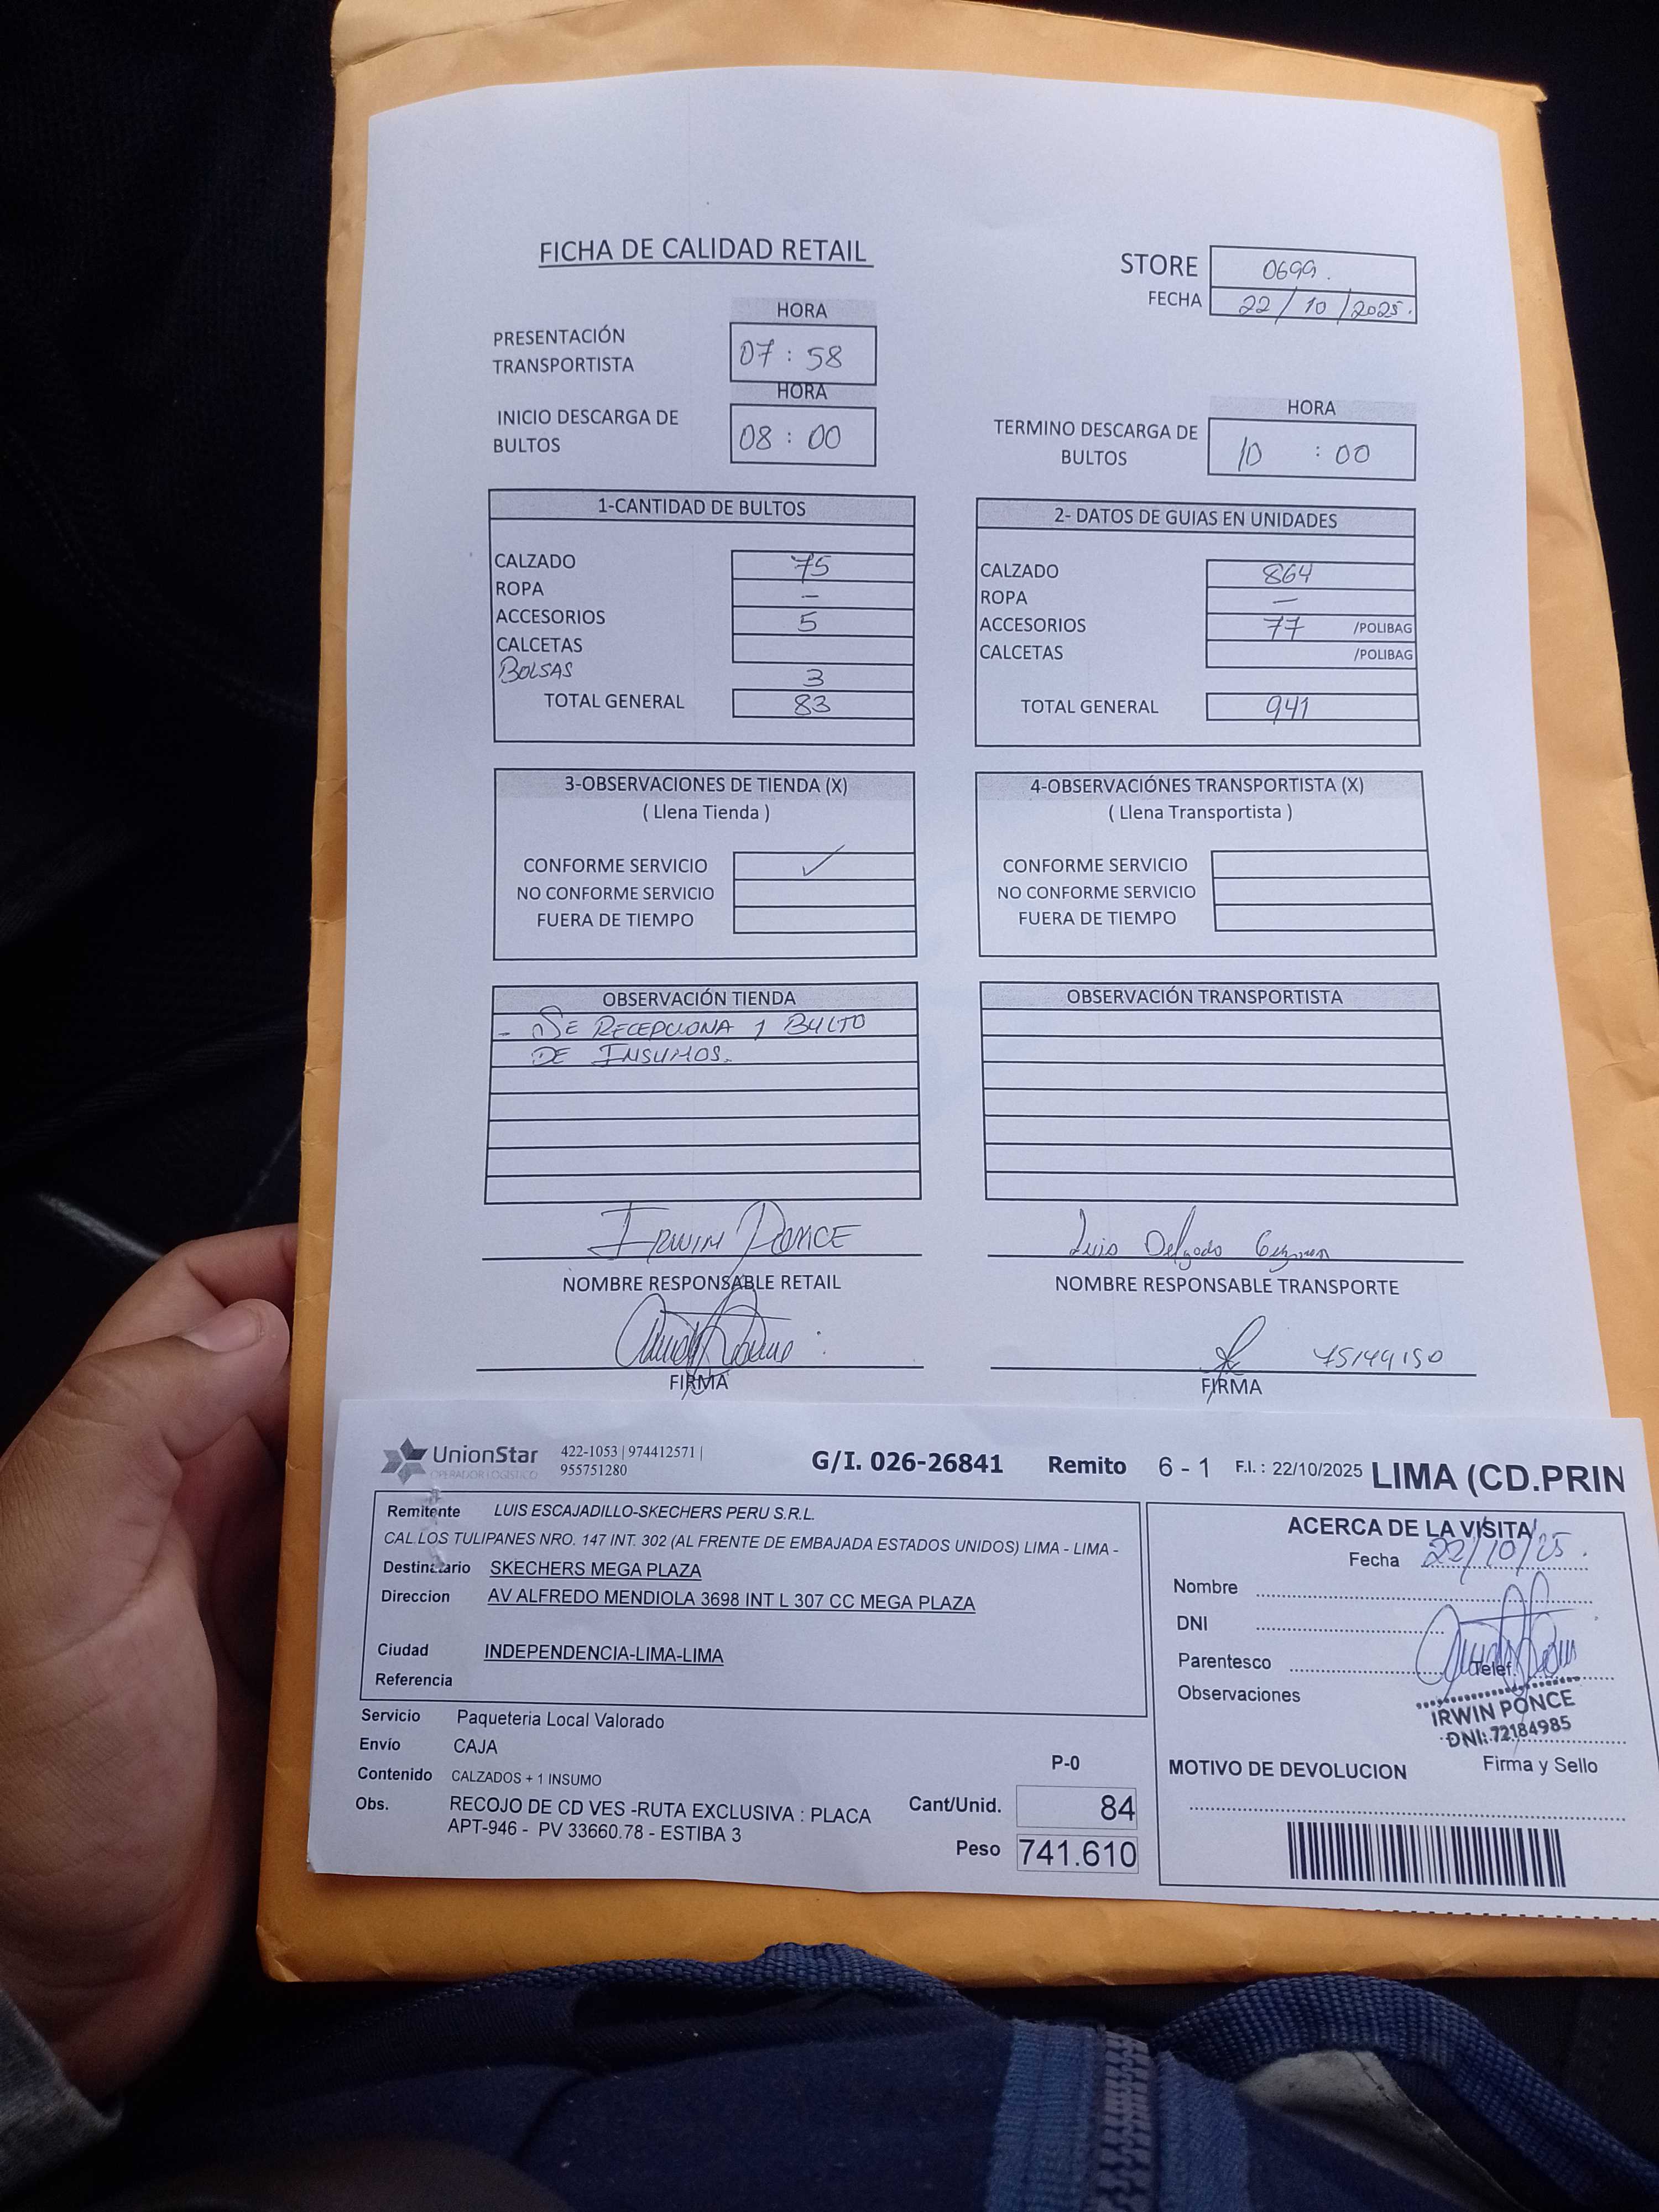 FICHA DE CALIDAD RETAIL
STORE 0699.
FECHA 22/10/2025.
HORA
PRESENTACIÓN
TRANSPORTISTA
07:58
HORA
INICIO DESCARGA DE
BULTOS
08:00
HORA
TERMINO DESCARGA DE
BULTOS
10:00
1-CANTIDAD DE BULTOS
CALZADO 75
ROPA -
ACCESORIOS 5
CALCETAS
BOLSAS 3
TOTAL GENERAL 83
2- DATOS DE GUIAS EN UNIDADES
CALZADO 864
ROPA -
ACCESORIOS 77 /POLIBAG
CALCETAS /POLIBAG
TOTAL GENERAL 941
3-OBSERVACIONES DE TIENDA (X)
( Llena Tienda )
CONFORME SERVICIO ✓
NO CONFORME SERVICIO
FUERA DE TIEMPO
4-OBSERVACIÓNES TRANSPORTISTA (X)
( Llena Transportista )
CONFORME SERVICIO
NO CONFORME SERVICIO
FUERA DE TIEMPO
OBSERVACIÓN TIENDA
- SE RECEPCIONA 1 BULTO
DE INSUMOS.
OBSERVACIÓN TRANSPORTISTA
IRWIN PONCE
NOMBRE RESPONSABLE RETAIL
Luis Delgado Guzman
NOMBRE RESPONSABLE TRANSPORTE
FIRMA
75149150
FIRMA
UnionStar
OPERADOR LOGÍSTICO
422-1053 | 974412571 |
955751280
G/I. 026-26841 Remito 6 - 1 F.I. : 22/10/2025 LIMA (CD.PRIN
Remitente LUIS ESCAJADILLO-SKECHERS PERU S.R.L.
CAL.LOS TULIPANES NRO. 147 INT. 302 (AL FRENTE DE EMBAJADA ESTADOS UNIDOS) LIMA - LIMA -
Destinatario SKECHERS MEGA PLAZA
Direccion AV ALFREDO MENDIOLA 3698 INT L 307 CC MEGA PLAZA
Ciudad INDEPENDENCIA-LIMA-LIMA
Referencia
Servicio Paqueteria Local Valorado
Envío CAJA
Contenido CALZADOS + 1 INSUMO
Obs. RECOJO DE CD VES -RUTA EXCLUSIVA : PLACA
APT-946 - PV 33660.78 - ESTIBA 3
P-0
Cant/Unid. 84
Peso 741.610
ACERCA DE LA VISITA
Fecha 22/10/25.
Nombre
DNI
Parentesco Telef.
Observaciones
IRWIN PONCE
DNI: 72184985
Firma y Sello
MOTIVO DE DEVOLUCION